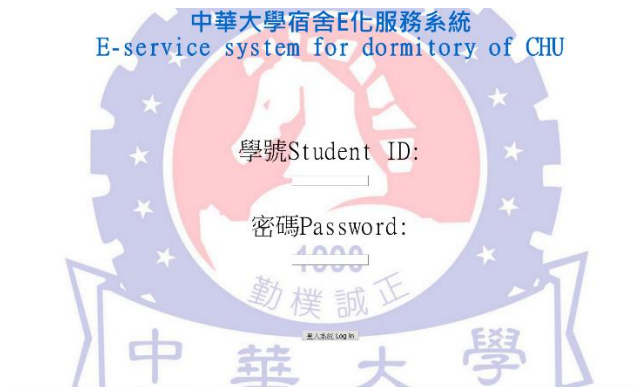 中華大學宿舍E化服務系統
E-service system for dormitory of CHU
學號Student ID:
密碼Password:
1990
勤樸誠正
登入系統 Log in
中華大學